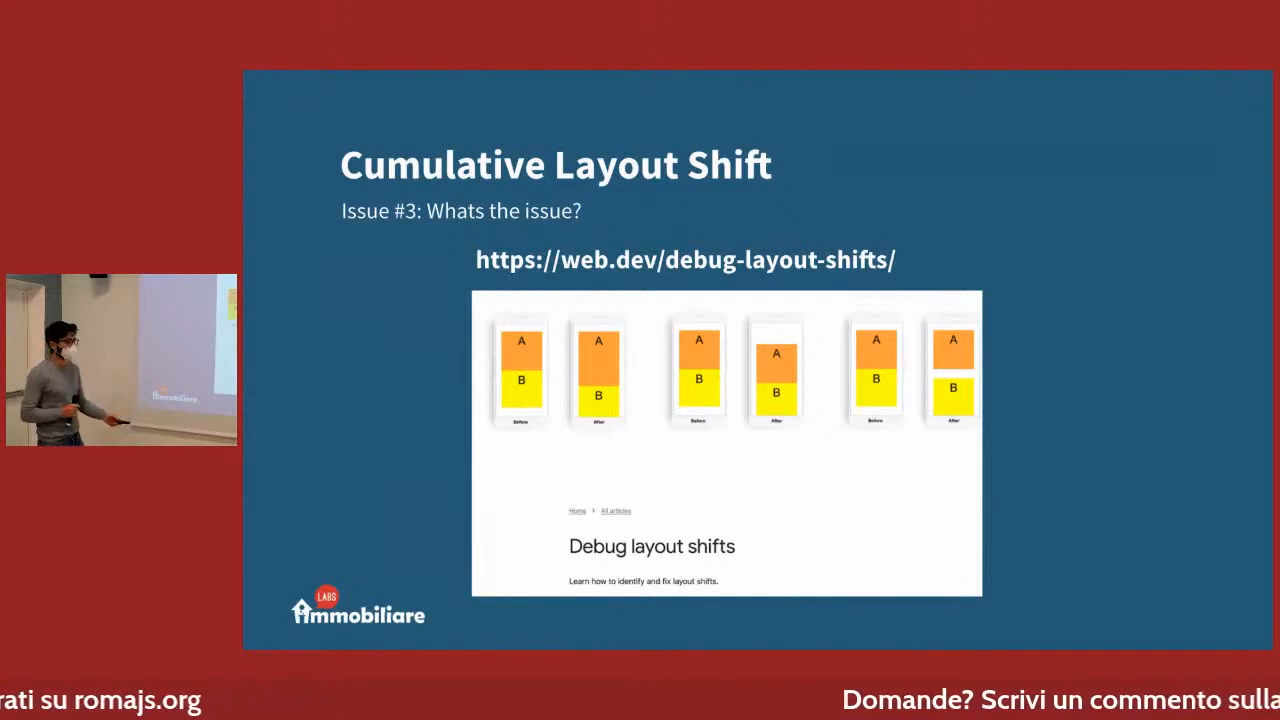 Cumulative Layout Shift
Issue #3: Whats the issue?
https://web.dev/debug-layout-shifts/
A A A A A A
B B B B B B
Before After Before After Before After
Home > All articles
Debug layout shifts
Learn how to identify and fix layout shifts.
LABS
immobiliare
immobiliare
rati su romajs.org
Domande? Scrivi un commento sulla